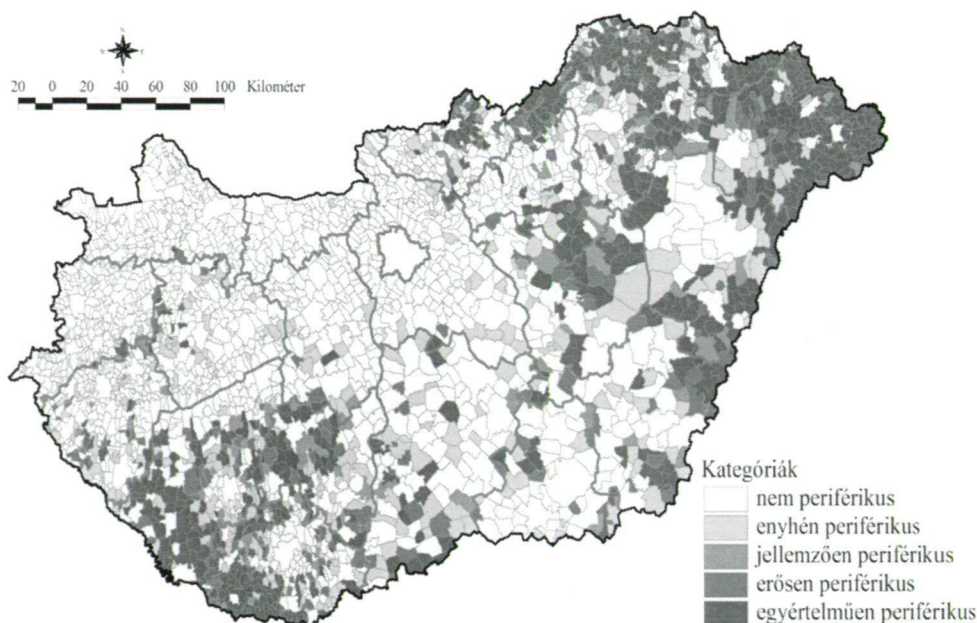 N
20 0 20 40 60 80 100 Kilométer
Kategóriák
nem periférikus
enyhén periférikus
jellemzően periférikus
erősen periférikus
egyértelműen periférikus